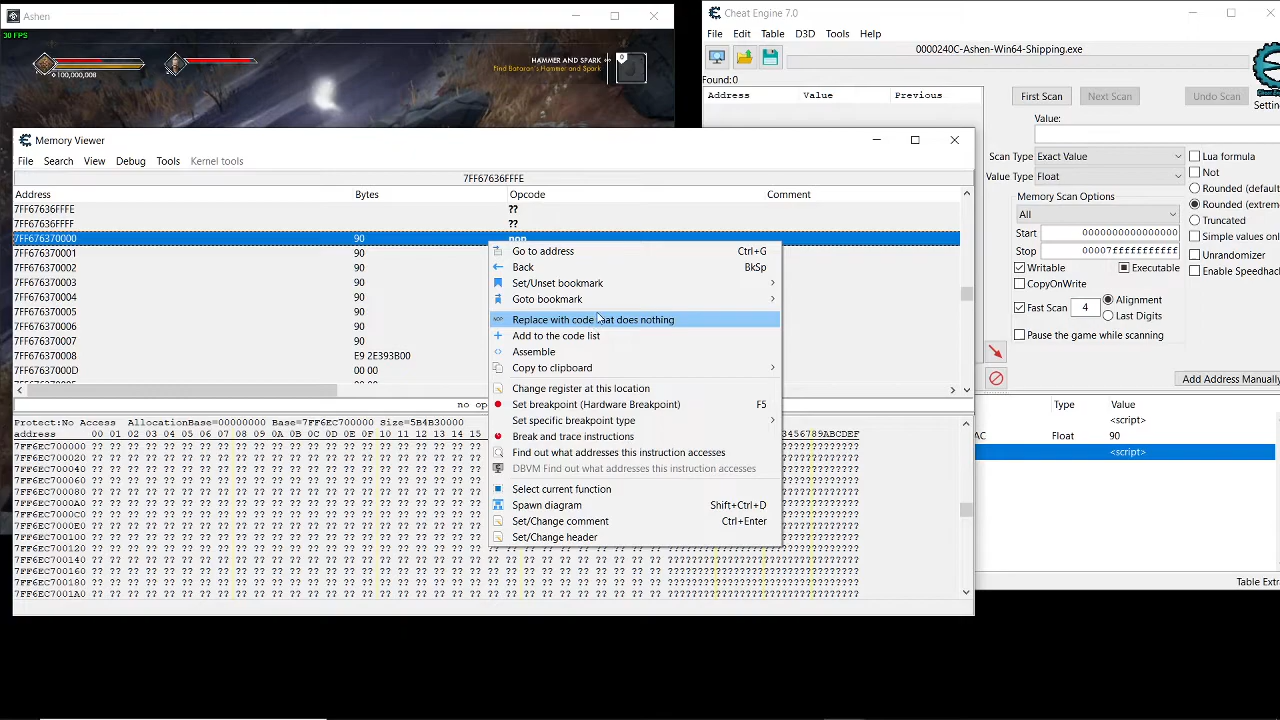 Ashen
30 FPS
100,000,008
HAMMER AND SPARK
Find Bataran's Hammer and Spark
0
Cheat Engine 7.0
File Edit Table D3D Tools Help
0000240C-Ashen-Win64-Shipping.exe
Found:0
Address Value Previous
First Scan Next Scan Undo Scan
Settin
Value:
Scan Type Exact Value
Value Type Float
Lua formula
Not
Rounded (default
Rounded (extrem
Truncated
Simple values onl
Unrandomizer
Enable Speedhac
Memory Scan Options
All
Start 0000000000000000
Stop 00007fffffffffff
Writable Executable
CopyOnWrite
Fast Scan 4 Alignment
Last Digits
Pause the game while scanning
Add Address Manually
Type Value
<script>
AC Float 90
<script>
Table Extra
Memory Viewer
File Search View Debug Tools Kernel tools
7FF67636FFFE
Address Bytes Opcode Comment
7FF67636FFFE ??
7FF67636FFFF ??
7FF676370000 90 nop
7FF676370001 90
7FF676370002 90
7FF676370003 90
7FF676370004 90
7FF676370005 90
7FF676370006 90
7FF676370007 90
7FF676370008 E9 2E393B00
7FF67637000D 00 00
no op
Go to address Ctrl+G
Back BkSp
Set/Unset bookmark
Goto bookmark
NOP Replace with code that does nothing
Add to the code list
Assemble
Copy to clipboard
Change register at this location
Set breakpoint (Hardware Breakpoint) F5
Set specific breakpoint type
Break and trace instructions
Find out what addresses this instruction accesses
DBVM Find out what addresses this instruction accesses
Select current function
Spawn diagram Shift+Ctrl+D
Set/Change comment Ctrl+Enter
Set/Change header
Protect:No Access AllocationBase=00000000 Base=7FF6EC700000 Size=5B4B30000
address 00 01 02 03 04 05 06 07 08 09 0A 0B 0C 0D 0E 0F 10 11 12 13 14 15 3456789ABCDEF
7FF6EC700000 ?? ?? ?? ?? ?? ?? ?? ?? ?? ?? ?? ?? ?? ?? ?? ?? ?? ?? ?? ?? ?? ?? ?????????????
7FF6EC700020 ?? ?? ?? ?? ?? ?? ?? ?? ?? ?? ?? ?? ?? ?? ?? ?? ?? ?? ?? ?? ?? ?? ?????????????
7FF6EC700040 ?? ?? ?? ?? ?? ?? ?? ?? ?? ?? ?? ?? ?? ?? ?? ?? ?? ?? ?? ?? ?? ?? ?????????????
7FF6EC700060 ?? ?? ?? ?? ?? ?? ?? ?? ?? ?? ?? ?? ?? ?? ?? ?? ?? ?? ?? ?? ?? ?? ?????????????
7FF6EC700080 ?? ?? ?? ?? ?? ?? ?? ?? ?? ?? ?? ?? ?? ?? ?? ?? ?? ?? ?? ?? ?? ?? ?????????????
7FF6EC7000A0 ?? ?? ?? ?? ?? ?? ?? ?? ?? ?? ?? ?? ?? ?? ?? ?? ?? ?? ?? ?? ?? ?? ?????????????
7FF6EC7000C0 ?? ?? ?? ?? ?? ?? ?? ?? ?? ?? ?? ?? ?? ?? ?? ?? ?? ?? ?? ?? ?? ?? ?????????????
7FF6EC7000E0 ?? ?? ?? ?? ?? ?? ?? ?? ?? ?? ?? ?? ?? ?? ?? ?? ?? ?? ?? ?? ?? ?? ?????????????
7FF6EC700100 ?? ?? ?? ?? ?? ?? ?? ?? ?? ?? ?? ?? ?? ?? ?? ?? ?? ?? ?? ?? ?? ?? ?????????????
7FF6EC700120 ?? ?? ?? ?? ?? ?? ?? ?? ?? ?? ?? ?? ?? ?? ?? ?? ?? ?? ?? ?? ?? ?? ?????????????
7FF6EC700140 ?? ?? ?? ?? ?? ?? ?? ?? ?? ?? ?? ?? ?? ?? ?? ?? ?? ?? ?? ?? ?? ?? ?? ?? ?? ?? ?? ?? ?? ?? ?? ?? ????????????????????????????????
7FF6EC700160 ?? ?? ?? ?? ?? ?? ?? ?? ?? ?? ?? ?? ?? ?? ?? ?? ?? ?? ?? ?? ?? ?? ?? ?? ?? ?? ?? ?? ?? ?? ?? ?? ????????????????????????????????
7FF6EC700180 ?? ?? ?? ?? ?? ?? ?? ?? ?? ?? ?? ?? ?? ?? ?? ?? ?? ?? ?? ?? ?? ?? ?? ?? ?? ?? ?? ?? ?? ?? ?? ?? ????????????????????????????????
7FF6EC7001A0 ?? ?? ?? ?? ?? ?? ?? ?? ?? ?? ?? ?? ?? ?? ?? ?? ?? ?? ?? ?? ?? ?? ?? ?? ?? ?? ?? ?? ?? ?? ?? ?? ????????????????????????????????